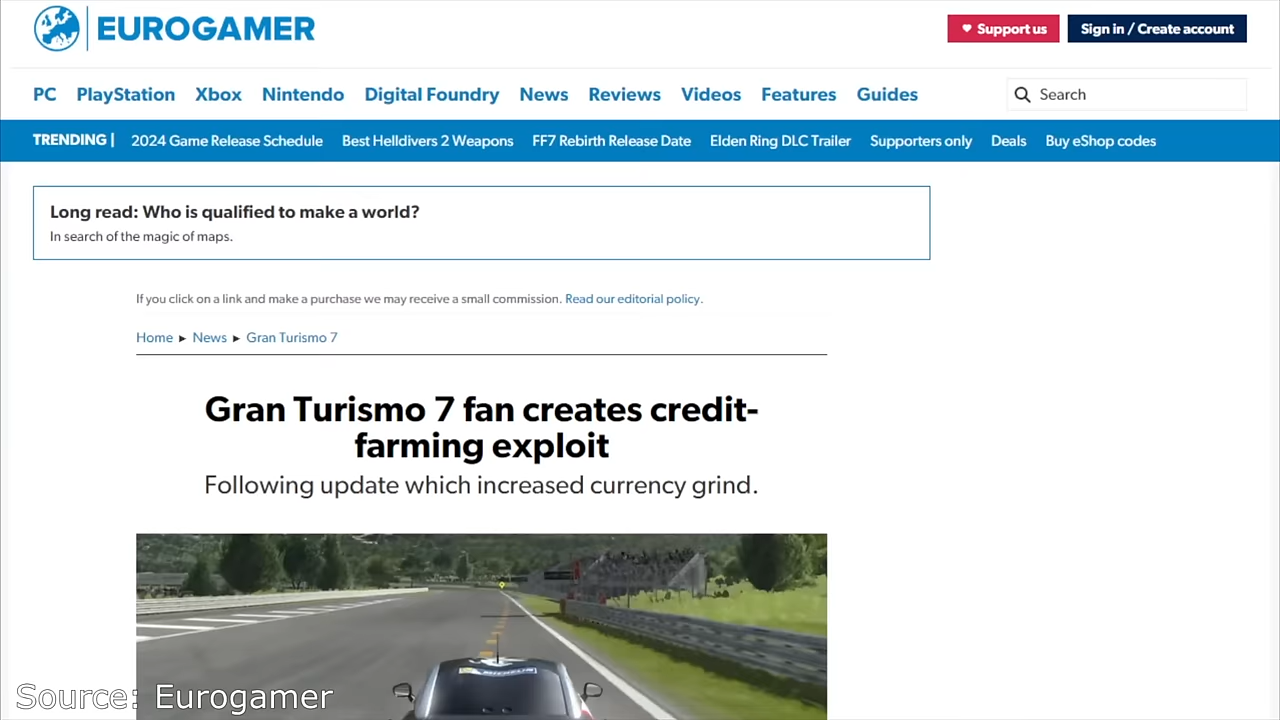 EUROGAMER
Support us
Sign in / Create account
PC PlayStation Xbox Nintendo Digital Foundry News Reviews Videos Features Guides
Search
TRENDING | 2024 Game Release Schedule Best Helldivers 2 Weapons FF7 Rebirth Release Date Elden Ring DLC Trailer Supporters only Deals Buy eShop codes
Long read: Who is qualified to make a world?
In search of the magic of maps.
If you click on a link and make a purchase we may receive a small commission. Read our editorial policy.
Home ▸ News ▸ Gran Turismo 7
Gran Turismo 7 fan creates credit-
farming exploit
Following update which increased currency grind.
MICHELIN
Source: Eurogamer